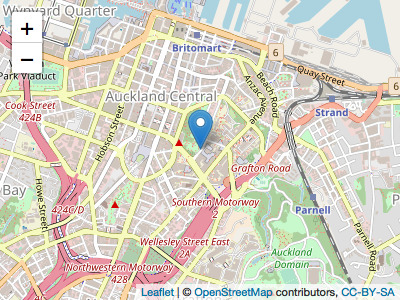 Wynyard Quarter
+
−
Britomart
6
Quay Street
6
Park Viaduct
Beach Road
Anzac Avenue
Auckland Central
Cook Street
424B
Hobson Street
Strand
Grafton Road
Bay
Howe Street
424C/D
Southern Motorway
2
Parnell
Wellesley Street East
2A
Auckland
Domain
Parnell Road
Northwestern Motorway
42B
Leaflet | © OpenStreetMap contributors, CC-BY-SA